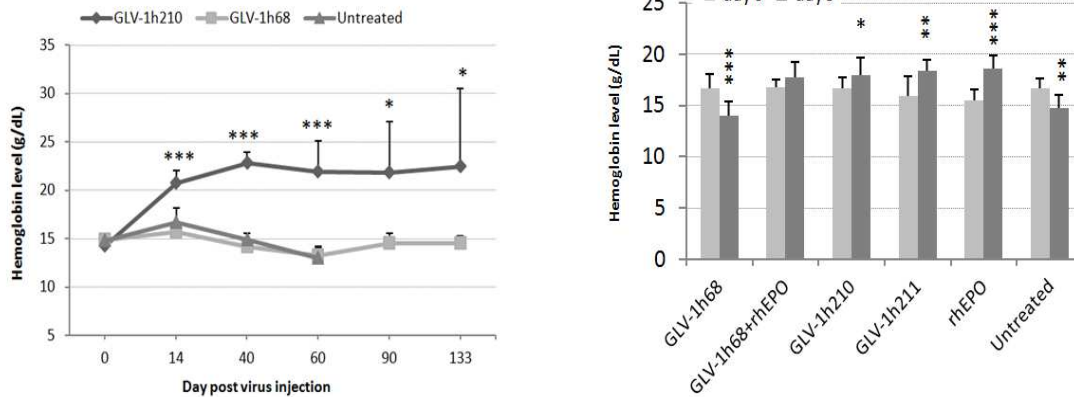 GLV-1h210 GLV-1h68 Untreated
Hemoglobin level (g/dL)
35
30
25
20
15
10
5
*** *** *** * *
0 14 40 60 90 133
Day post virus injection
Hemoglobin level (g/dL)
25
20
15
10
5
0
*** * ** *** **
GLV-1h68 GLV-1h68+rhEPO GLV-1h210 GLV-1h211 rhEPO Untreated